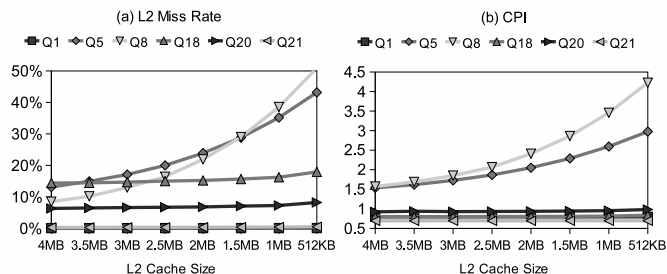 (a) L2 Miss Rate
Q1 Q5 Q8 Q18 Q20 Q21
50%
40%
30%
20%
10%
0%
4MB 3.5MB 3MB 2.5MB 2MB 1.5MB 1MB 512KB
L2 Cache Size
(b) CPI
Q1 Q5 Q8 Q18 Q20 Q21
4.5
4
3.5
3
2.5
2
1.5
1
0.5
4MB 3.5MB 3MB 2.5MB 2MB 1.5MB 1MB 512KB
L2 Cache Size